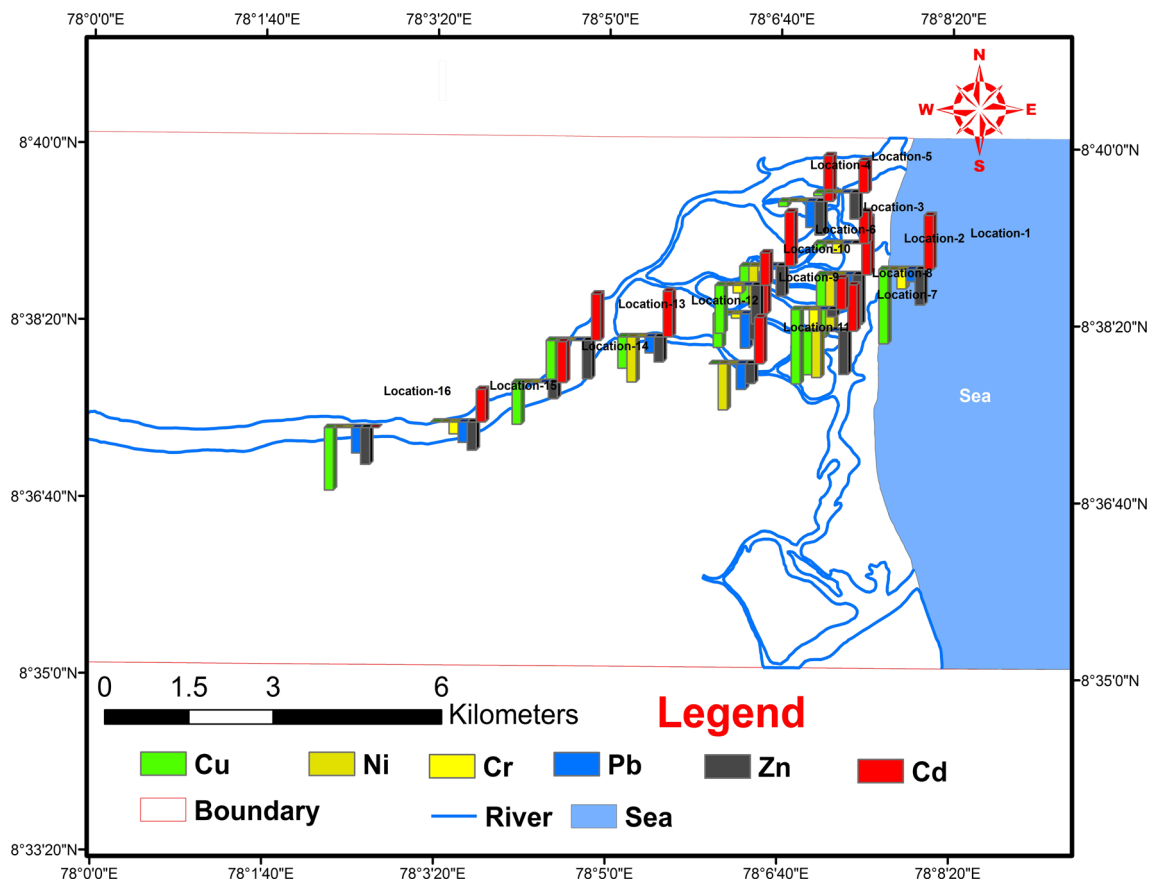 78°0'0"E 78°1'40"E 78°3'20"E 78°5'0"E 78°6'40"E 78°8'20"E
N
W E
S
8°40'0"N 8°40'0"N
Location-5
Location-4
Location-3
Location-6
Location-2 Location-1
Location-10
Location-9 Location-8
Location-7
Location-13 Location-12
8°38'20"N 8°38'20"N
Location-11
Location-14
Location-16 Location-15
Sea
8°36'40"N 8°36'40"N
8°35'0"N 8°35'0"N
0 1.5 3 6
Kilometers
Legend
Cu Ni Cr Pb Zn Cd
Boundary River Sea
8°33'20"N
78°0'0"E 78°1'40"E 78°3'20"E 78°5'0"E 78°6'40"E 78°8'20"E